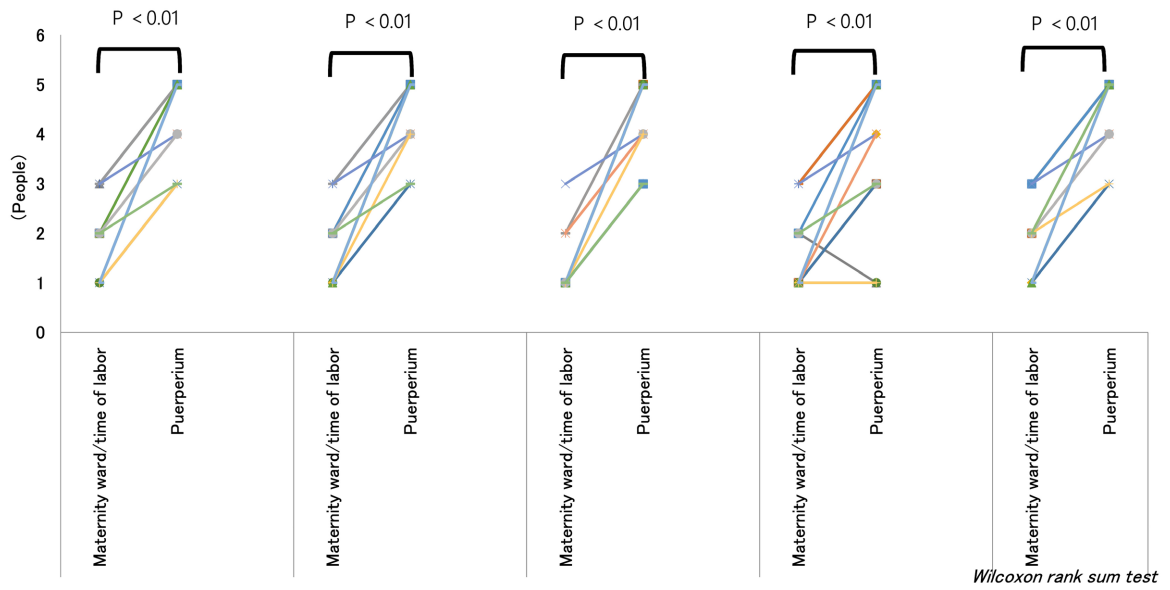 P < 0.01
P < 0.01
P < 0.01
P < 0.01
P < 0.01
6
5
4
3
2
1
0
(People)
Maternity ward/time of labor
Puerperium
Maternity ward/time of labor
Puerperium
Maternity ward/time of labor
Puerperium
Maternity ward/time of labor
Puerperium
Maternity ward/time of labor
Puerperium
Wilcoxon rank sum test